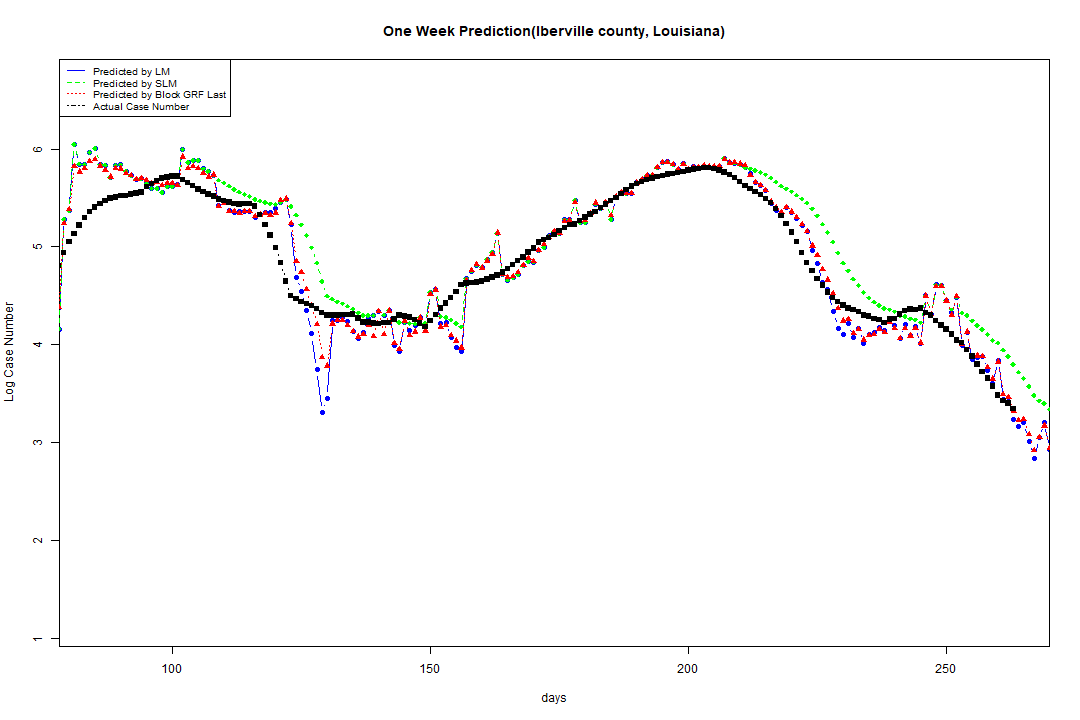 One Week Prediction(Iberville county, Louisiana)
Predicted by LM
Predicted by SLM
Predicted by Block GRF Last
Actual Case Number
6
5
4
3
2
1
Log Case Number
100 150 200 250
days